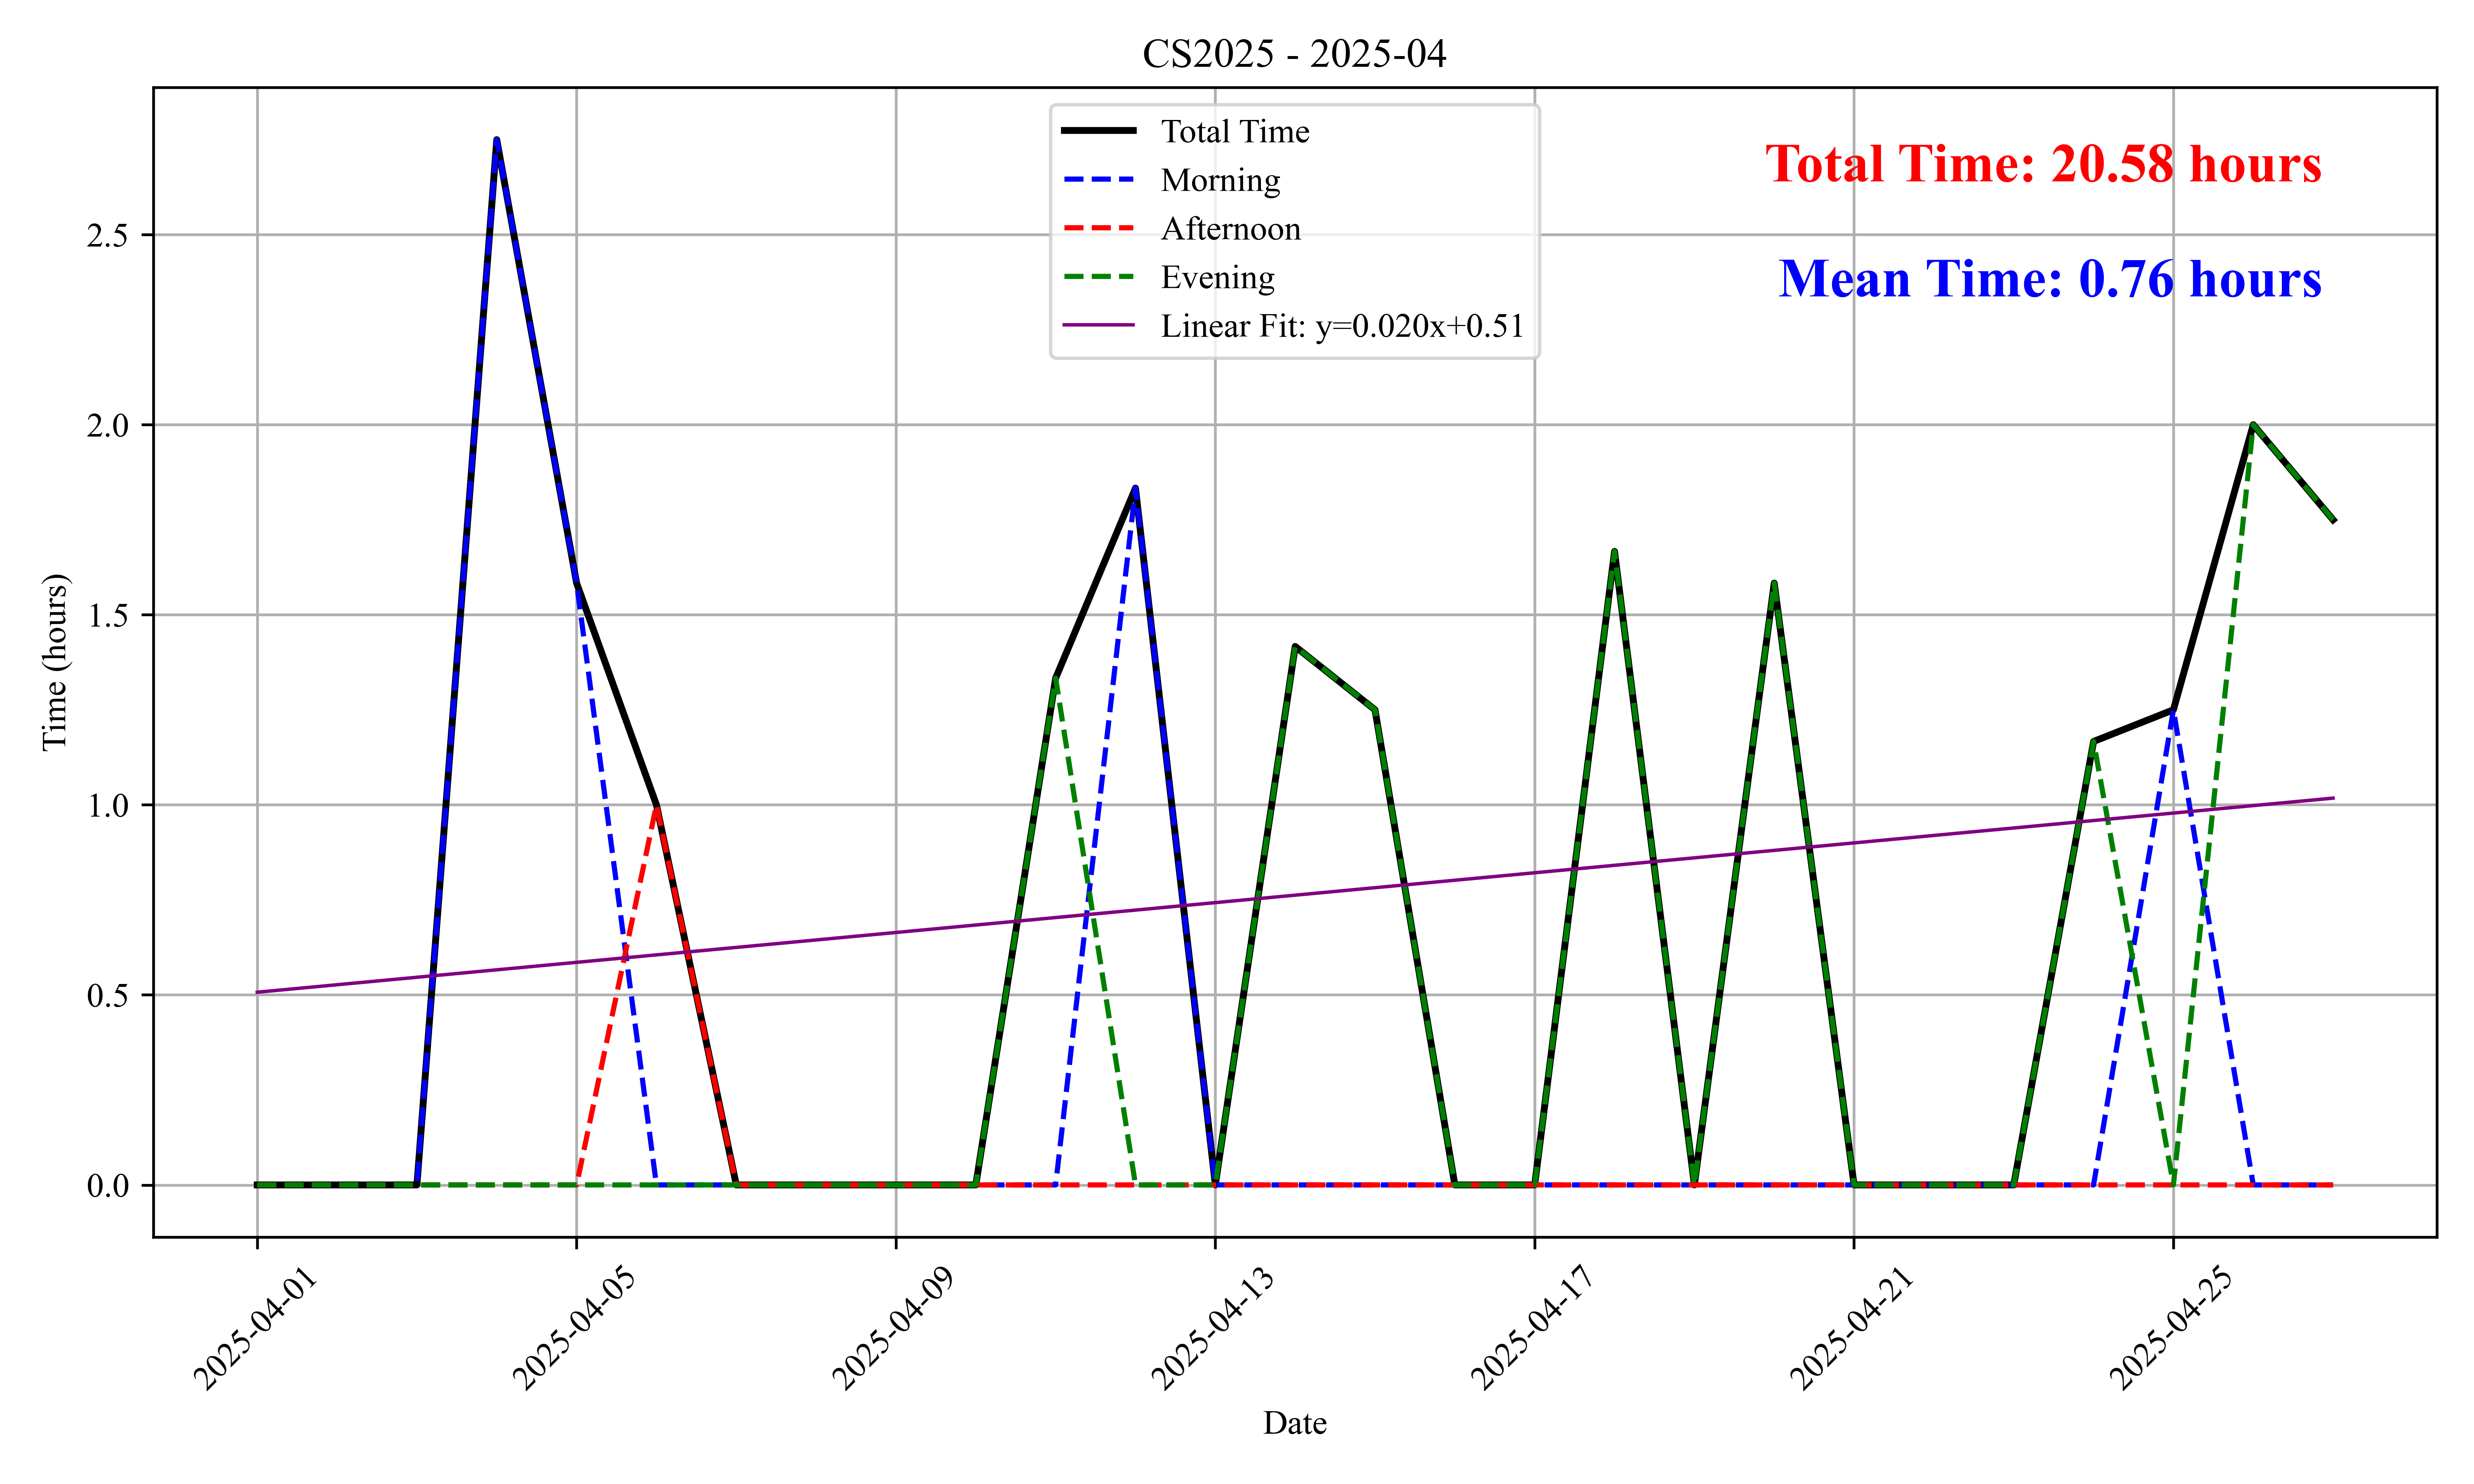 CS2025 - 2025-04
Total Time
Morning
Afternoon
Evening
Linear Fit: y=0.020x+0.51
Total Time: 20.58 hours
Mean Time: 0.76 hours
Time (hours)
2.5
2.0
1.5
1.0
0.5
0.0
2025-04-01
2025-04-05
2025-04-09
2025-04-13
2025-04-17
2025-04-21
2025-04-25
Date